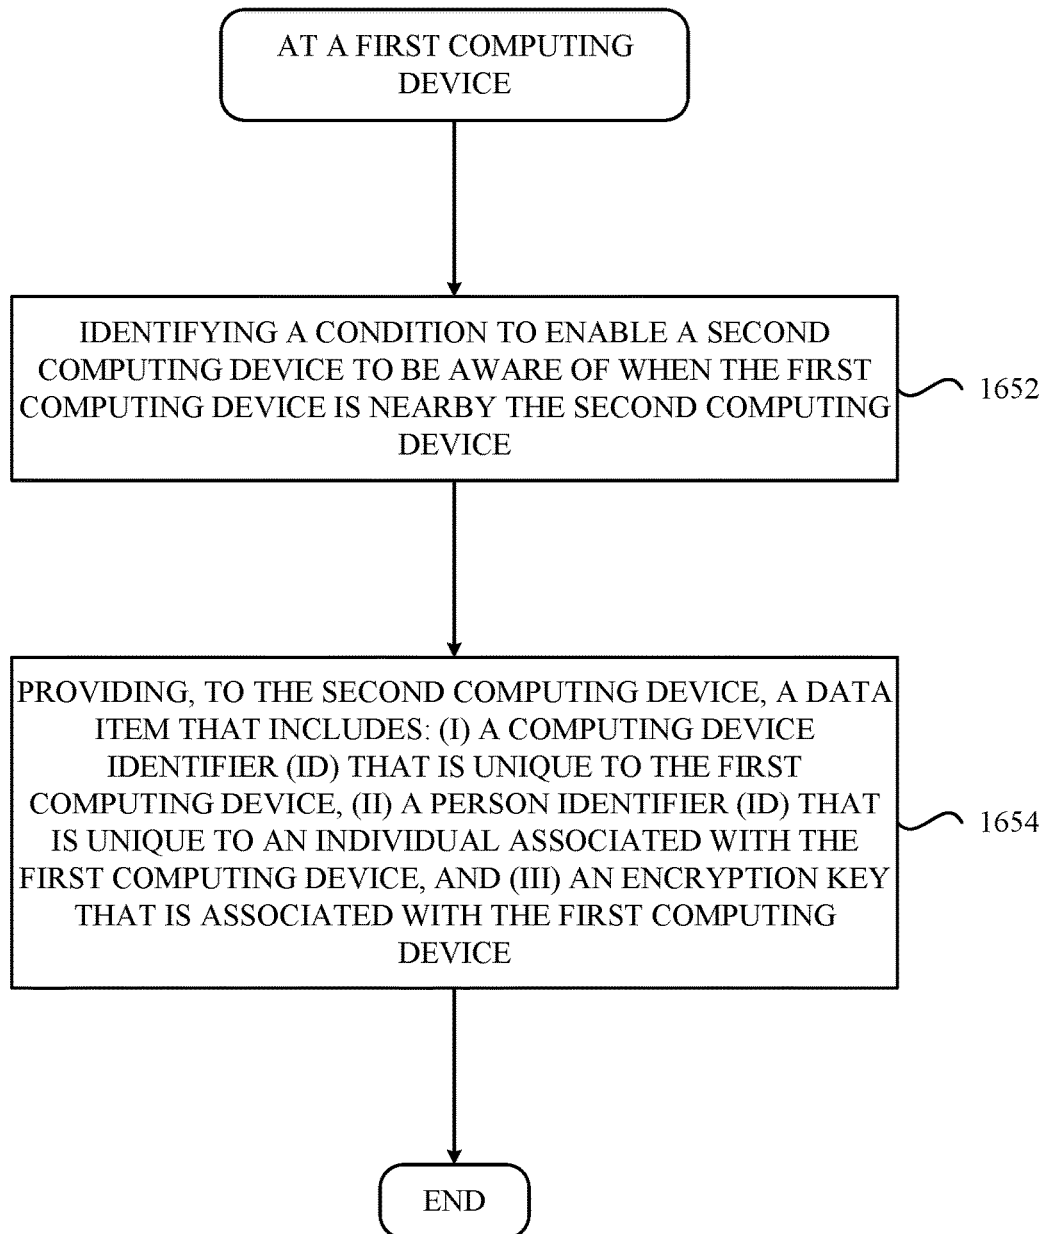 AT A FIRST COMPUTING
DEVICE
IDENTIFYING A CONDITION TO ENABLE A SECOND
COMPUTING DEVICE TO BE AWARE OF WHEN THE FIRST
COMPUTING DEVICE IS NEARBY THE SECOND COMPUTING
DEVICE
1652
PROVIDING, TO THE SECOND COMPUTING DEVICE, A DATA
ITEM THAT INCLUDES: (I) A COMPUTING DEVICE
IDENTIFIER (ID) THAT IS UNIQUE TO THE FIRST
COMPUTING DEVICE, (II) A PERSON IDENTIFIER (ID) THAT
IS UNIQUE TO AN INDIVIDUAL ASSOCIATED WITH THE
FIRST COMPUTING DEVICE, AND (III) AN ENCRYPTION KEY
THAT IS ASSOCIATED WITH THE FIRST COMPUTING
DEVICE
1654
END